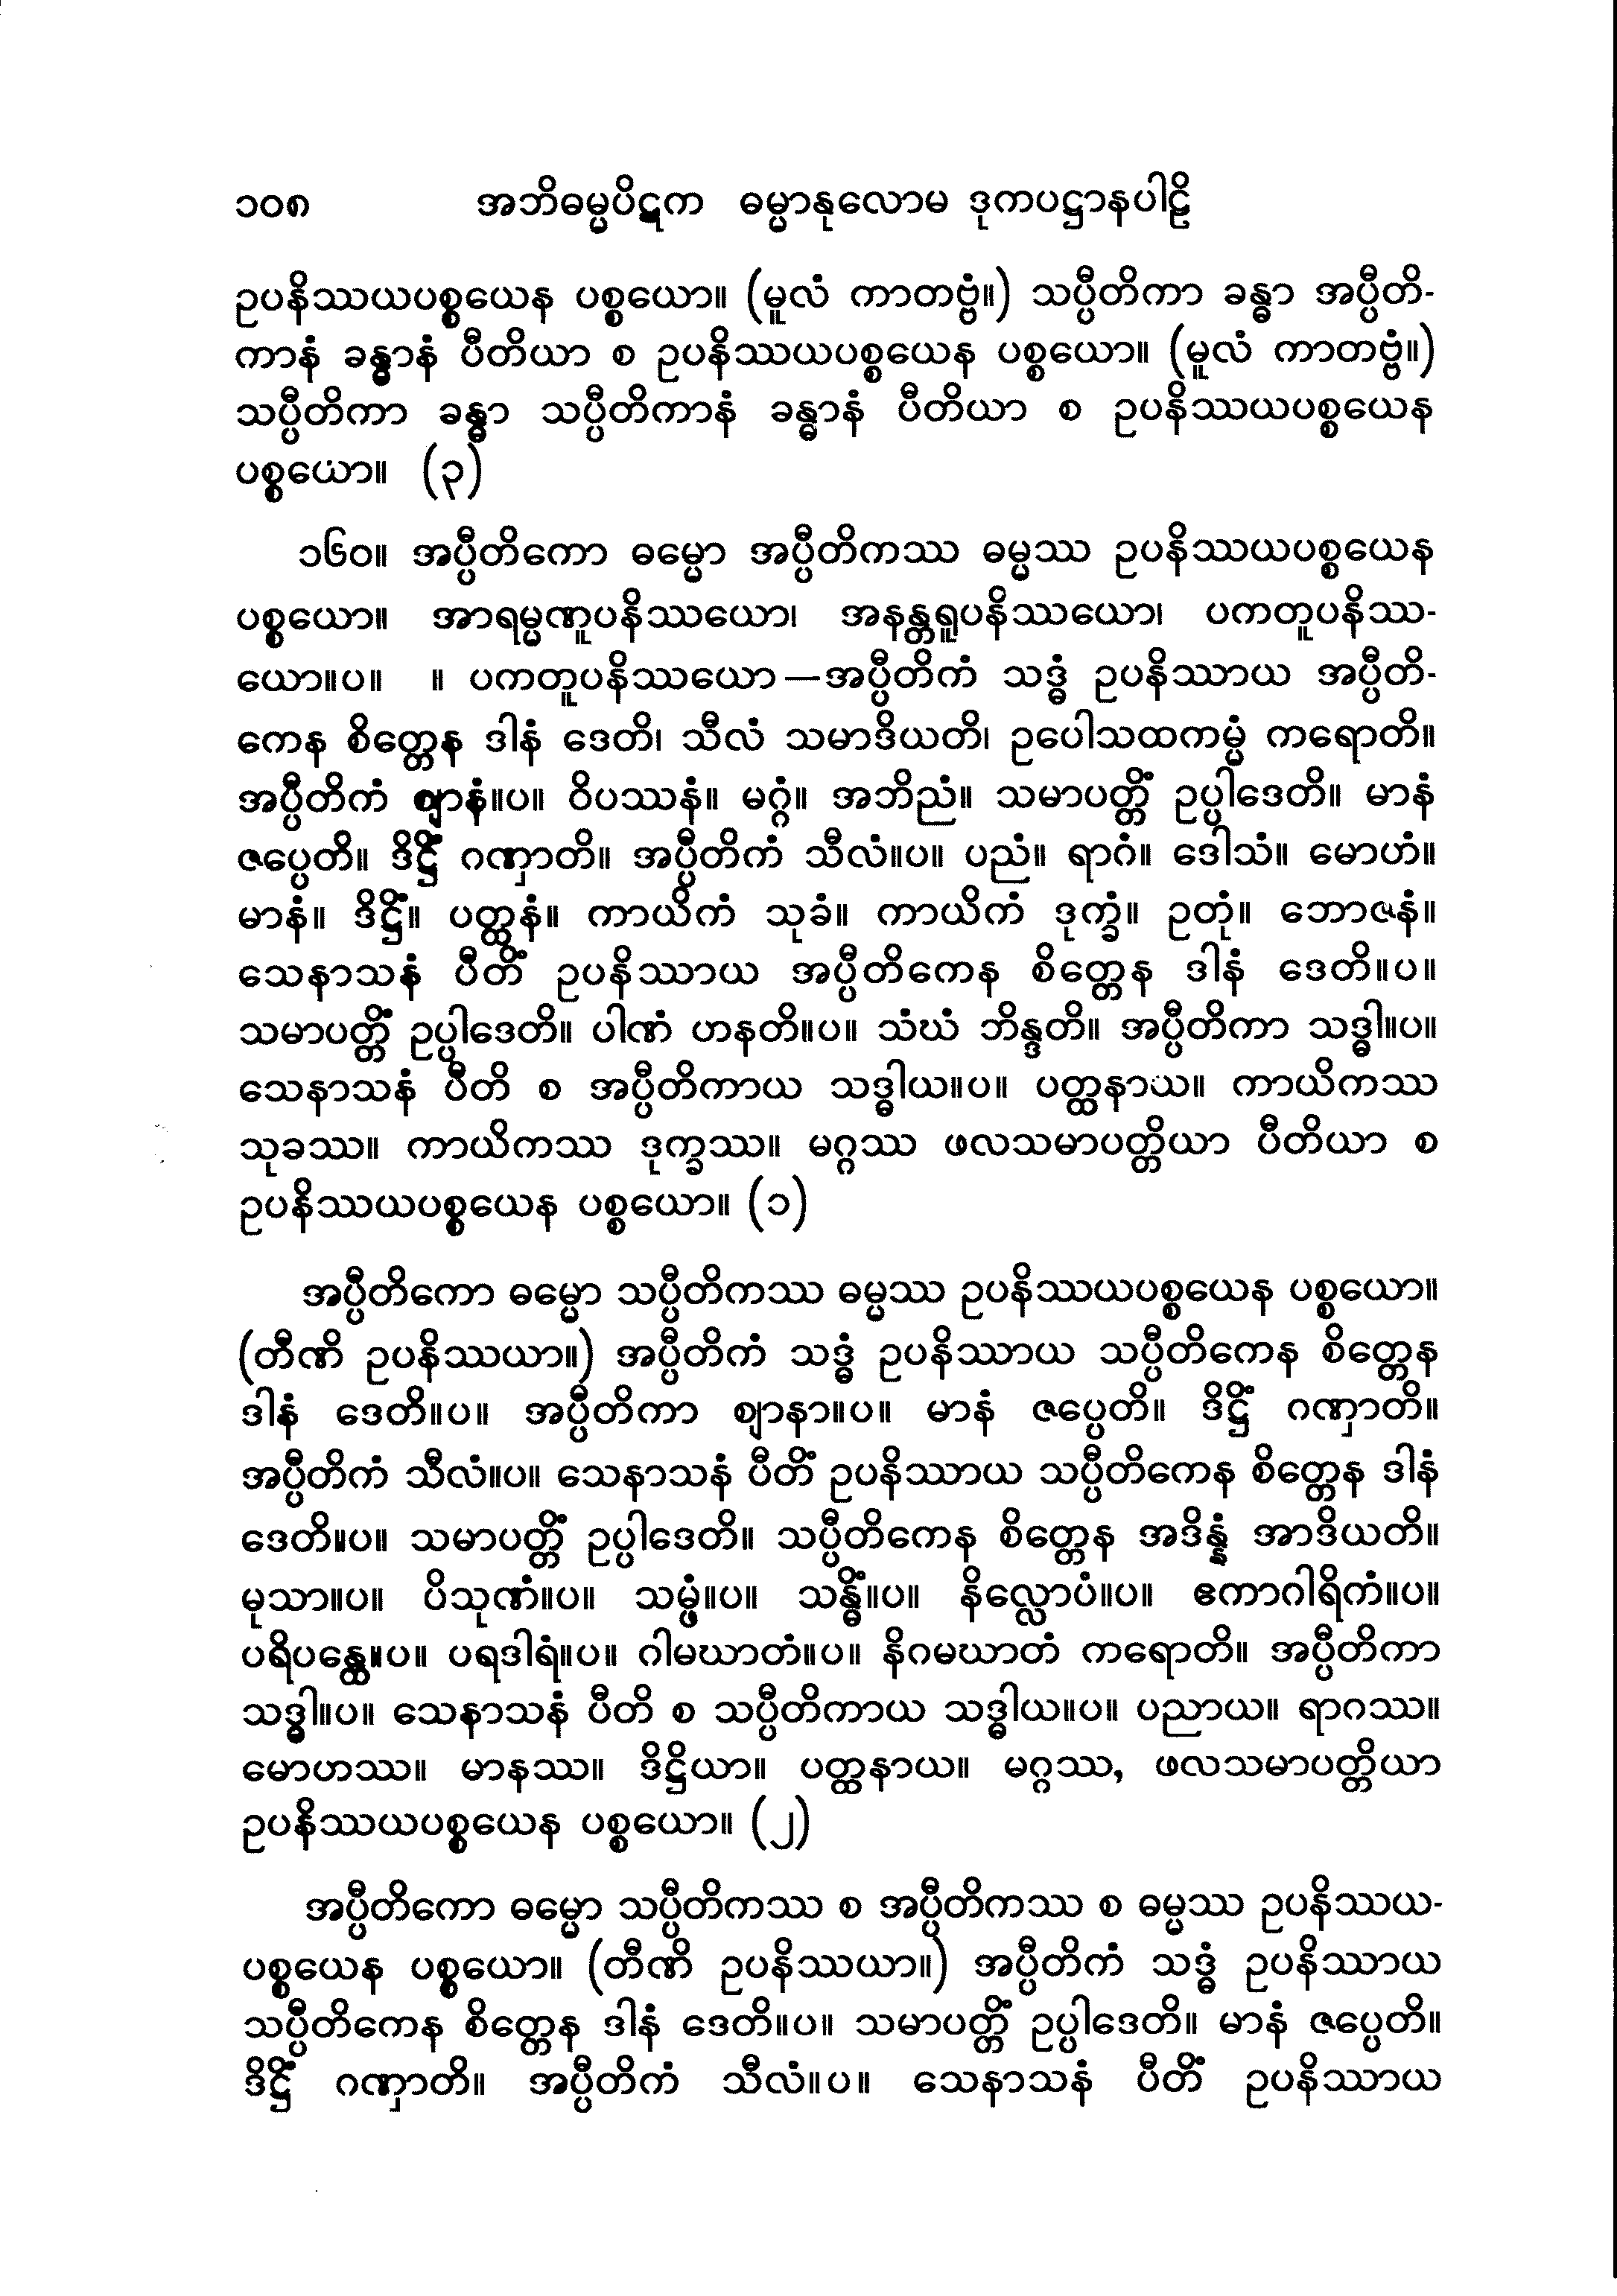 ၁၀၈ အဘိဓမ္မပိဋက ဓမ္မာနုလောမ ဒုကပဋ္ဌာနပါဠိ
ဥပနိဿယပစ္စယေန ပစ္စယော။ (မူလံ ကာတဗ္ဗံ။) သပ္ပီတိကာ ခန္ဓာ အပ္ပီတိ-
ကာနံ ခန္ဓာနံ ပီတိယာ စ ဥပနိဿယပစ္စယေန ပစ္စယော။ (မူလံ ကာတဗ္ဗံ။)
သပ္ပီတိကာ ခန္ဓာ သပ္ပီတိကာနံ ခန္ဓာနံ ပီတိယာ စ ဥပနိဿယပစ္စယေန
ပစ္စယော။ (၃)
၁၆၀။ အပ္ပီတိကော ဓမ္မော အပ္ပီတိကဿ ဓမ္မဿ ဥပနိဿယပစ္စယေန
ပစ္စယော။ အာရမ္မဏူပနိဿယော၊ အနန္တရူပနိဿယော၊ ပကတူပနိဿ-
ယော။ပ။ ။ ပကတူပနိဿယော—အပ္ပီတိကံ သဒ္ဓံ ဥပနိဿာယ အပ္ပီတိ-
ကေန စိတ္တေန ဒါနံ ဒေတိ၊ သီလံ သမာဒိယတိ၊ ဥပေါသထကမ္မံ ကရောတိ။
အပ္ပီတိကံ ဈာနံ။ပ။ ဝိပဿနံ။ မဂ္ဂံ။ အဘိညံ။ သမာပတ္တိံ ဥပ္ပါဒေတိ။ မာနံ
ဇပ္ပေတိ။ ဒိဋ္ဌိံ ဂဏှာတိ။ အပ္ပီတိကံ သီလံ။ပ။ ပညံ။ ရာဂံ။ ဒေါသံ။ မောဟံ။
မာနံ။ ဒိဋ္ဌိံ။ ပတ္ထနံ။ ကာယိကံ သုခံ။ ကာယိကံ ဒုက္ခံ။ ဥတုံ။ ဘောဇနံ။
သေနာသနံ ပီတိံ ဥပနိဿာယ အပ္ပီတိကေန စိတ္တေန ဒါနံ ဒေတိ။ပ။
သမာပတ္တိံ ဥပ္ပါဒေတိ။ ပါဏံ ဟနတိ။ပ။ သံဃံ ဘိန္ဒတိ။ အပ္ပီတိကာ သဒ္ဓါ။ပ။
သေနာသနံ ပီတိ စ အပ္ပီတိကာယ သဒ္ဓါယ။ပ။ ပတ္ထနာယ။ ကာယိကဿ
သုခဿ။ ကာယိကဿ ဒုက္ခဿ။ မဂ္ဂဿ ဖလသမာပတ္တိယာ ပီတိယာ စ
ဥပနိဿယပစ္စယေန ပစ္စယော။ (၁)
အပ္ပီတိကော ဓမ္မော သပ္ပီတိကဿ ဓမ္မဿ ဥပနိဿယပစ္စယေန ပစ္စယော။
(တီဏိ ဥပနိဿယာ။) အပ္ပီတိကံ သဒ္ဓံ ဥပနိဿာယ သပ္ပီတိကေန စိတ္တေန
ဒါနံ ဒေတိ။ပ။ အပ္ပီတိကာ ဈာနာ။ပ။ မာနံ ဇပ္ပေတိ။ ဒိဋ္ဌိံ ဂဏှာတိ။
အပ္ပီတိကံ သီလံ။ပ။ သေနာသနံ ပီတိံ ဥပနိဿာယ သပ္ပီတိကေန စိတ္တေန ဒါနံ
ဒေတိ။ပ။ သမာပတ္တိံ ဥပ္ပါဒေတိ။ သပ္ပီတိကေန စိတ္တေန အဒိန္နံ အာဒိယတိ။
မုသာ။ပ။ ပိသုဏံ။ပ။ သမ္ဖံ။ပ။ သန္ဓိံ။ပ။ နိလ္လောပံ။ပ။ ဧကာဂါရိကံ။ပ။
ပရိပန္ထေ။ပ။ ပရဒါရံ။ပ။ ဂါမဃာတံ။ပ။ နိဂမဃာတံ ကရောတိ။ အပ္ပီတိကာ
သဒ္ဓါ။ပ။ သေနာသနံ ပီတိ စ သပ္ပီတိကာယ သဒ္ဓါယ။ပ။ ပညာယ။ ရာဂဿ။
မောဟဿ။ မာနဿ။ ဒိဋ္ဌိယာ။ ပတ္ထနာယ။ မဂ္ဂဿ, ဖလသမာပတ္တိယာ
ဥပနိဿယပစ္စယေန ပစ္စယော။ (၂)
အပ္ပီတိကော ဓမ္မော သပ္ပီတိကဿ စ အပ္ပီတိကဿ စ ဓမ္မဿ ဥပနိဿယ-
ပစ္စယေန ပစ္စယော။ (တီဏိ ဥပနိဿယာ။) အပ္ပီတိကံ သဒ္ဓံ ဥပနိဿာယ
သပ္ပီတိကေန စိတ္တေန ဒါနံ ဒေတိ။ပ။ သမာပတ္တိံ ဥပ္ပါဒေတိ။ မာနံ ဇပ္ပေတိ။
ဒိဋ္ဌိံ ဂဏှာတိ။ အပ္ပီတိကံ သီလံ။ပ။ သေနာသနံ ပီတိံ ဥပနိဿာယ